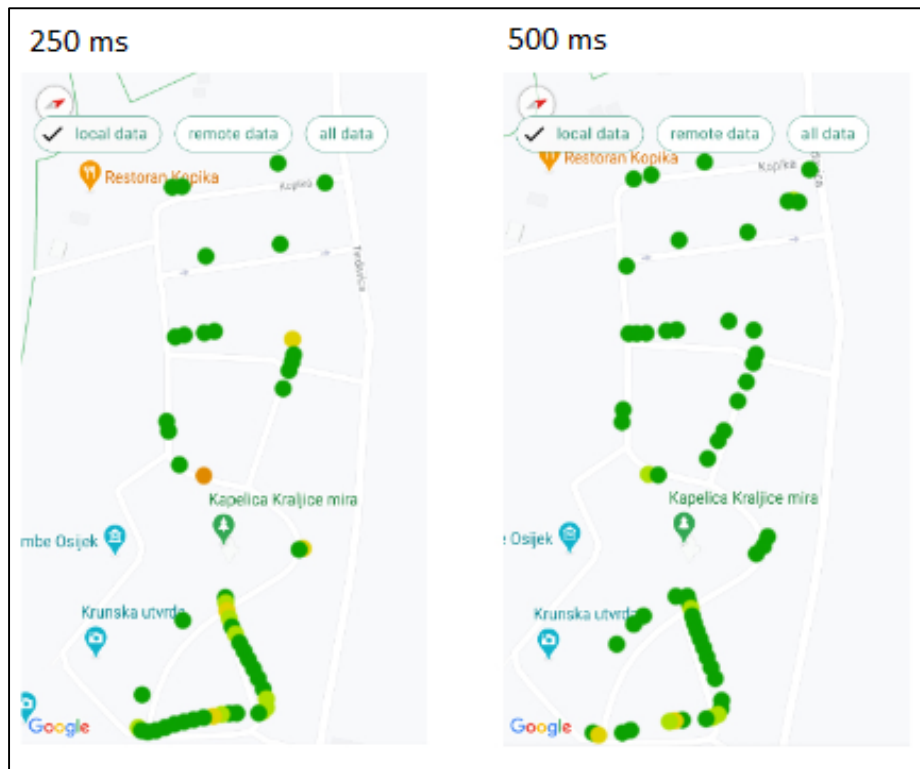 250 ms
500 ms
local data
remote data
all data
Restoran Kopika
Kopika
Kapelica Kraljice mira
mbe Osijek
Krunska utvrda
Google
local data
remote data
all data
Restoran Kopika
Kopika
Kapelica Kraljice mira
e Osijek
Krunska utvrda
Google